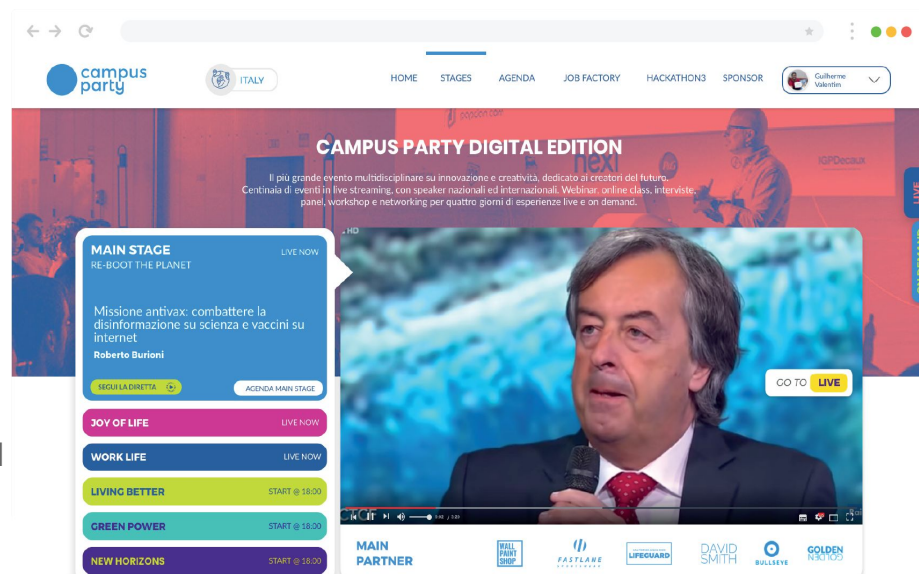 campus
party
ITALY
HOME
STAGES
AGENDA
JOB FACTORY
HACKATHON3
SPONSOR
Guilherme
Valentim
next
IGPDecaux
CAMPUS PARTY DIGITAL EDITION
Il più grande evento multidisciplinare su innovazione e creatività, dedicato ai creatori del futuro.
Centinaia di eventi in live streaming, con speaker nazionali ed internazionali. Webinar, online class, interviste,
panel, workshop e networking per quattro giorni di esperienze live e on demand.
LIVE
MAIN STAGE
LIVE NOW
RE-BOOT THE PLANET
Missione antivax: combattere la
disinformazione su scienza e vaccini su
internet
Roberto Burioni
SEGUI LA DIRETTA
AGENDA MAIN STAGE
HD
GO TO LIVE
JOY OF LIFE
LIVE NOW
WORK LIFE
LIVE NOW
LIVING BETTER
START @ 18:00
GREEN POWER
START @ 18:00
NEW HORIZONS
START @ 18:00
MAIN
PARTNER
WALL
PAINT
SHOP
FASTLANE
LIFEGUARD
DAVID
SMITH
BULLSEYE
GOLDEN
GOLDEN